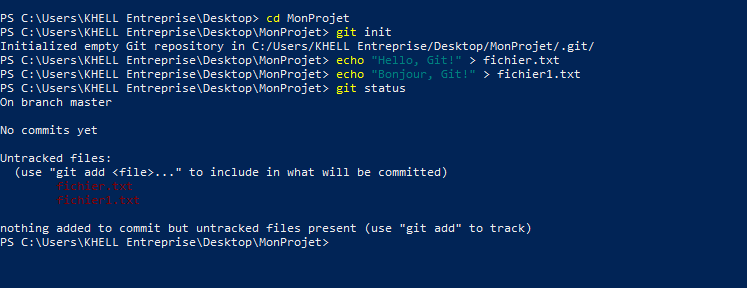 PS C:\Users\KHELL Entreprise\Desktop> cd MonProjet
PS C:\Users\KHELL Entreprise\Desktop\MonProjet> git init
Initialized empty Git repository in C:/Users/KHELL Entreprise/Desktop/MonProjet/.git/
PS C:\Users\KHELL Entreprise\Desktop\MonProjet> echo "Hello, Git!" > fichier.txt
PS C:\Users\KHELL Entreprise\Desktop\MonProjet> echo "Bonjour, Git!" > fichier1.txt
PS C:\Users\KHELL Entreprise\Desktop\MonProjet> git status
On branch master
No commits yet
Untracked files:
(use "git add <file>..." to include in what will be committed)
fichier.txt
fichier1.txt
nothing added to commit but untracked files present (use "git add" to track)
PS C:\Users\KHELL Entreprise\Desktop\MonProjet>